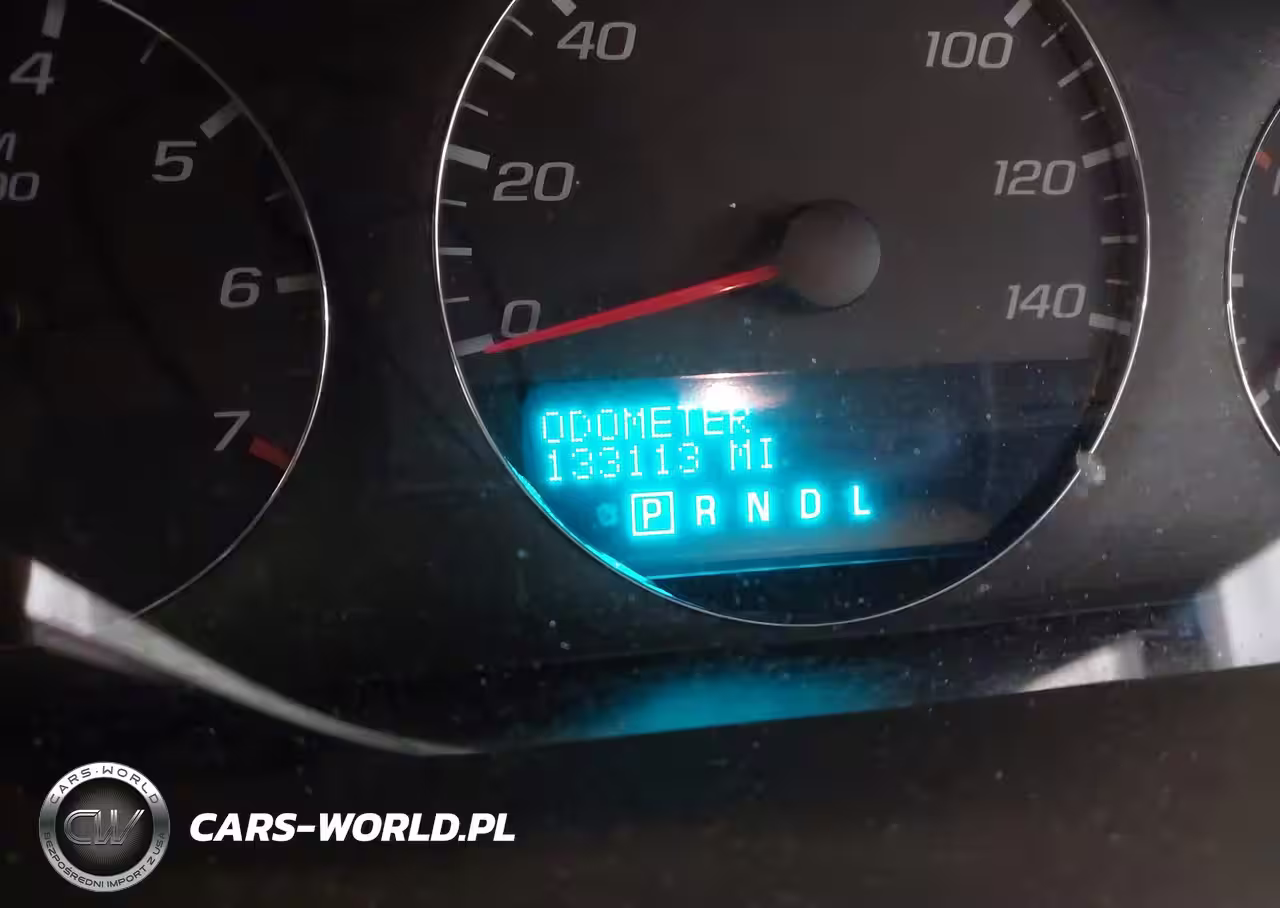 4
5
6
7
00
0
20
40
100
120
140
ODOMETER
133113 MI
P R N D L
CARS-WORLD
CW
BEZPOŚREDNI IMPORT Z USA
CARS-WORLD.PL